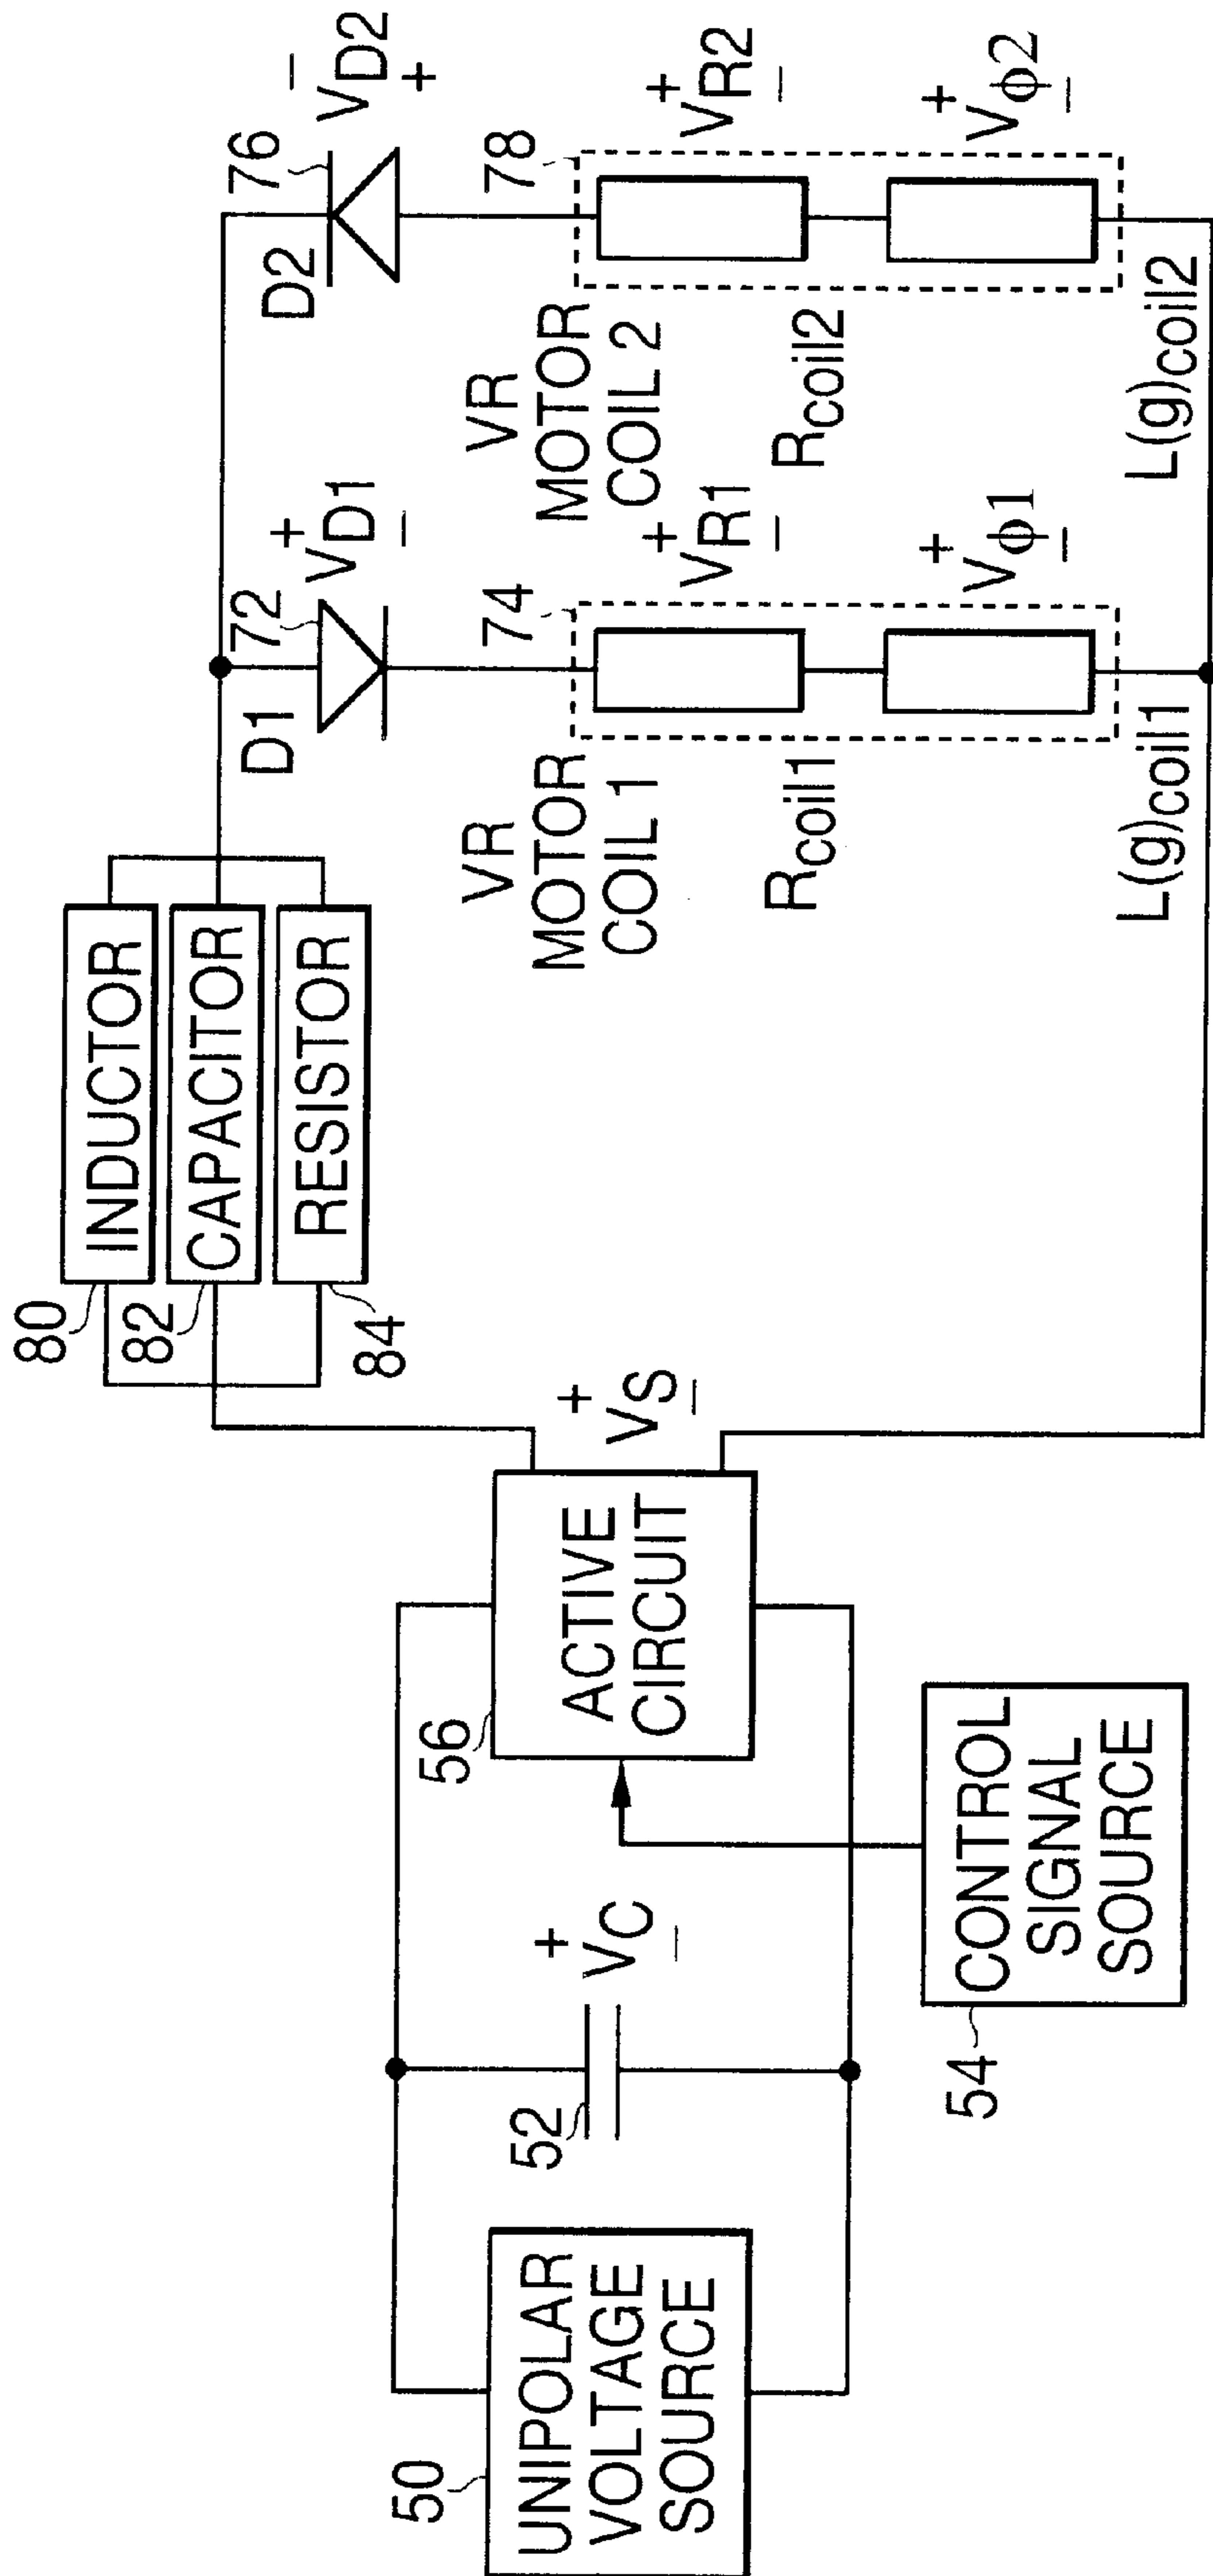 50
UNIPOLAR
VOLTAGE
SOURCE
52
+
VC
−
54
CONTROL
SIGNAL
SOURCE
56
ACTIVE
CIRCUIT
+
VS
−
80
INDUCTOR
82
CAPACITOR
84
RESISTOR
D1
72
+
VD1
−
VR
MOTOR
COIL 1
74
Rcoil1
+
VR1
−
L(g)coil1
+
Vϕ1
−
D2
76
−
VD2
+
VR
MOTOR
COIL 2
78
Rcoil2
+
VR2
−
L(g)coil2
+
Vϕ2
−